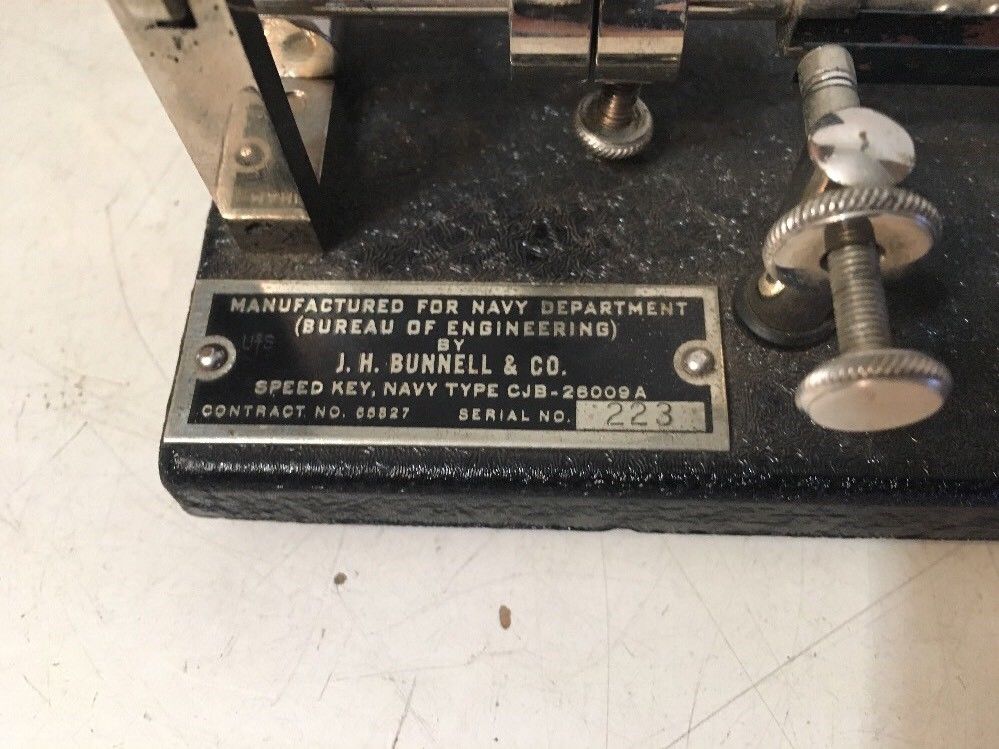 MANUFACTURED FOR NAVY DEPARTMENT
(BUREAU OF ENGINEERING)
BY
J. H. BUNNELL & CO.
SPEED KEY, NAVY TYPE CJB-26009A
CONTRACT NO. 66827 SERIAL NO. 223